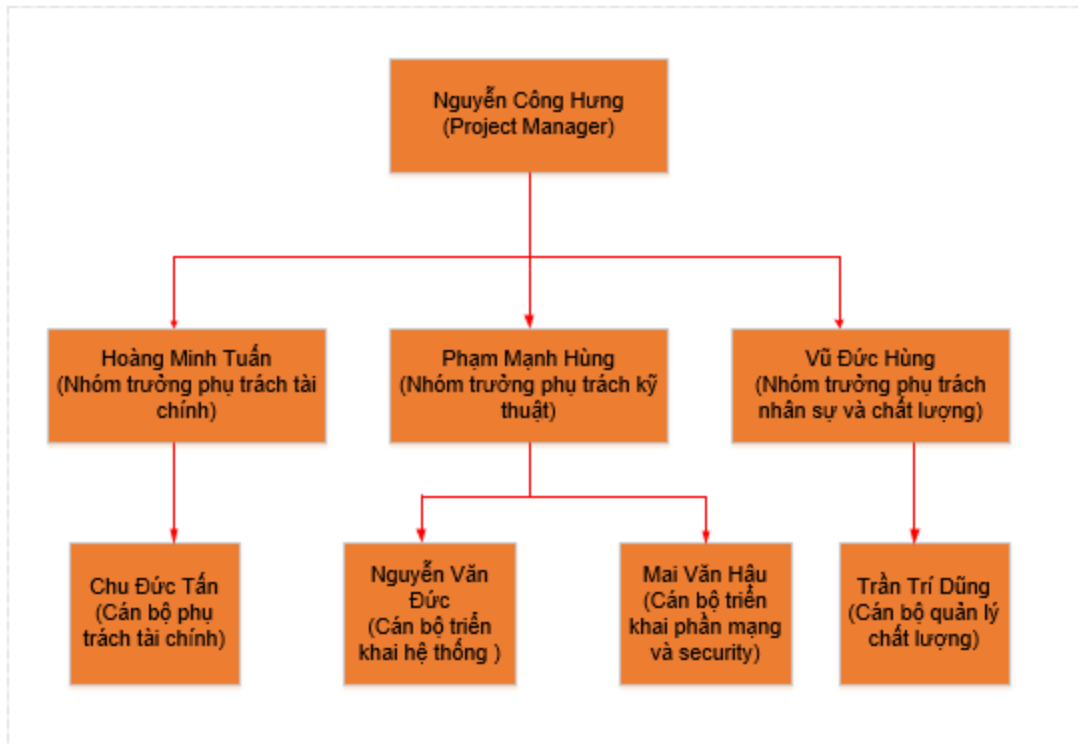 Nguyễn Công Hưng
(Project Manager)
Hoàng Minh Tuấn
(Nhóm trưởng phụ trách tài
chính)
Phạm Mạnh Hùng
(Nhóm trưởng phụ trách kỹ
thuật)
Vũ Đức Hùng
(Nhóm trưởng phụ trách
nhân sự và chất lượng)
Chu Đức Tấn
(Cán bộ phụ
trách tài chính)
Nguyễn Văn
Đức
(Cán bộ triển
khai hệ thống )
Mai Văn Hậu
(Cán bộ triển
khai phần mạng
và security)
Trần Trí Dũng
(Cán bộ quản lý
chất lượng)